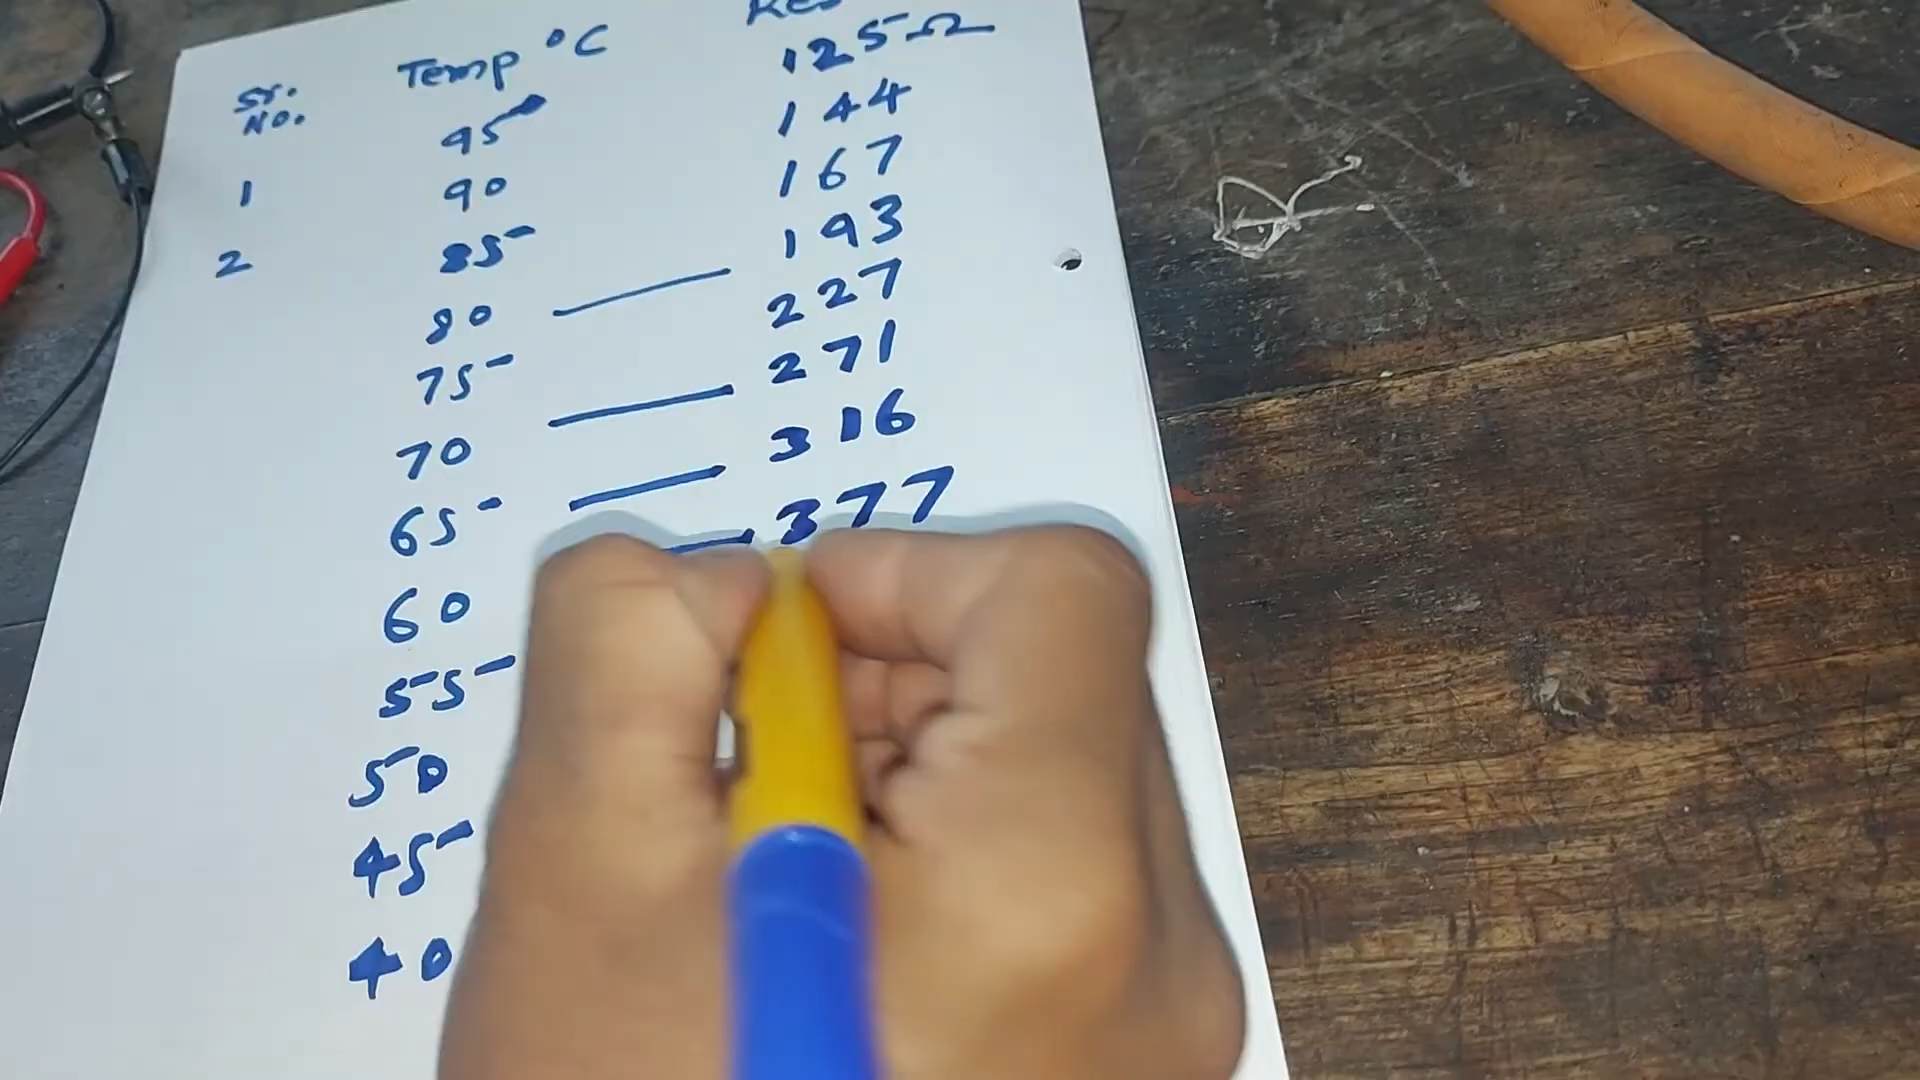 Sr. No. Temp °C Res
95° 125Ω
1 90 144
2 85 167
80 — 193
75 227
70 — 271
65 — 316
60 — 377
55
50
45
40